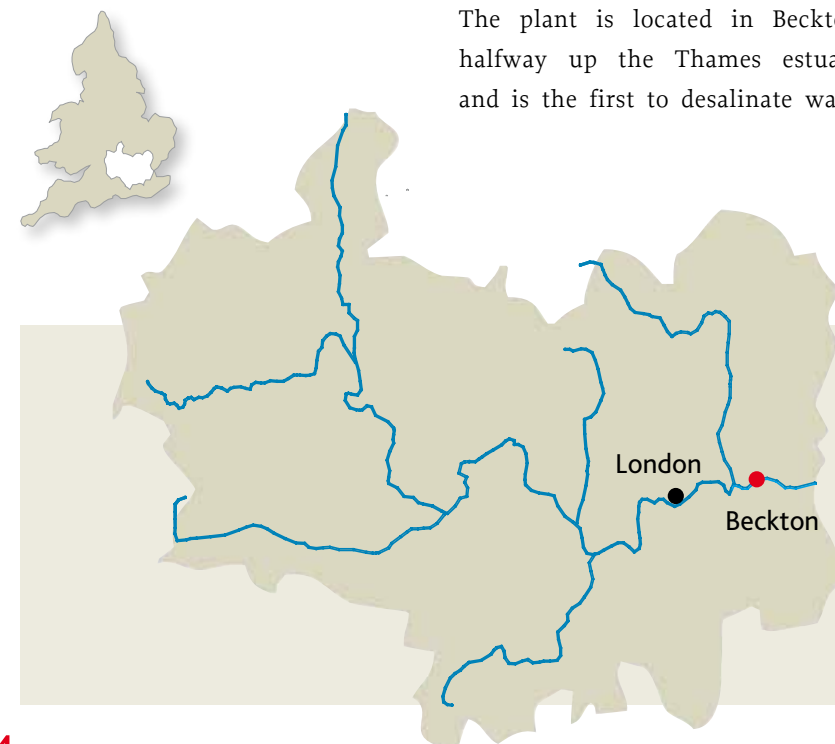 The plant is located in Beckto
halfway up the Thames estua
and is the first to desalinate wa
London
Beckton